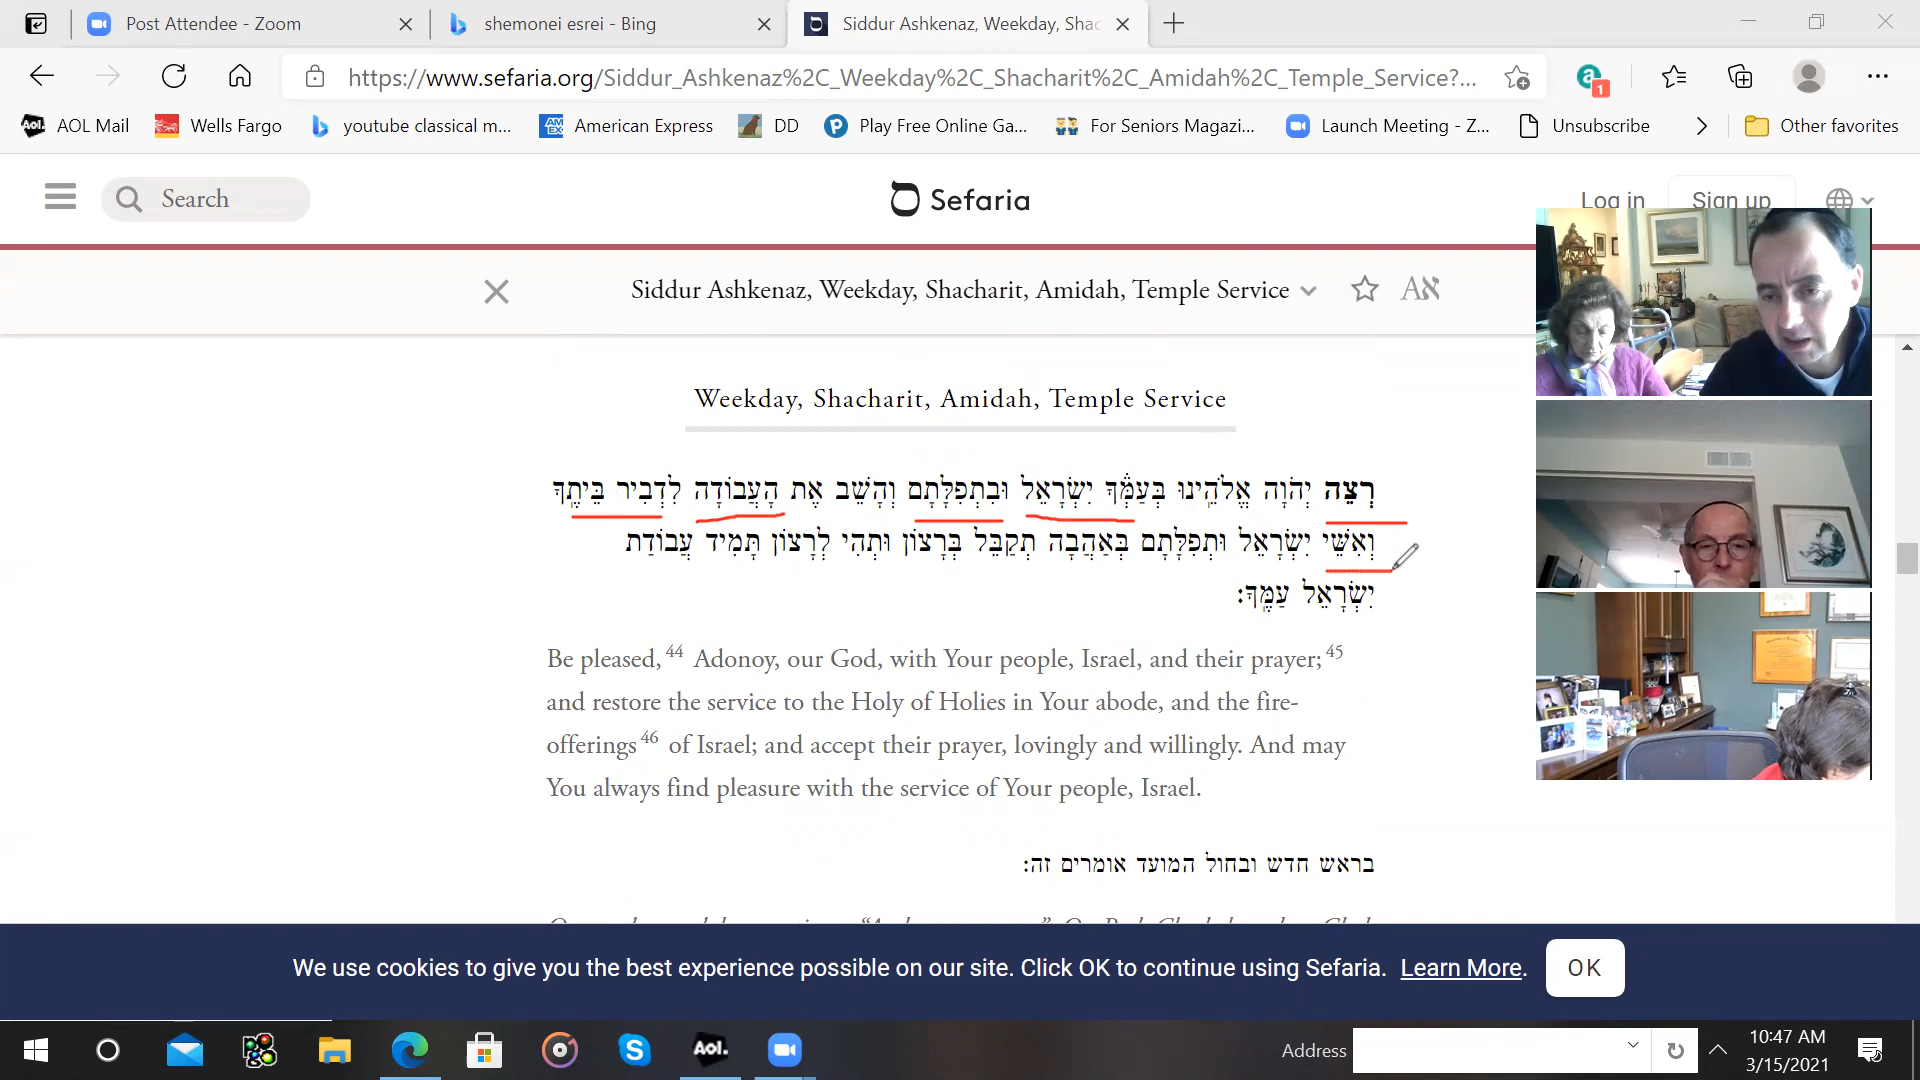 Post Attendee - Zoom
shemonei esrei - Bing
Siddur Ashkenaz, Weekday, Shac
https://www.sefaria.org/Siddur_Ashkenaz%2C_Weekday%2C_Shacharit%2C_Amidah%2C_Temple_Service?...
1
Aol. AOL Mail
Wells Fargo
youtube classical m...
AM EX American Express
DD
Play Free Online Ga...
For Seniors Magazi...
Launch Meeting - Z...
Unsubscribe
Other favorites
Search
Sefaria
Log in
Sign up
Siddur Ashkenaz, Weekday, Shacharit, Amidah, Temple Service
Weekday, Shacharit, Amidah, Temple Service
רְצֵה יְהֹוָה אֱלֹהֵֽינוּ בְּעַמְּ֒ךָ יִשְׂרָאֵל וּבִתְפִלָּתָם וְהָשֵׁב אֶת הָעֲבוֹדָה לִדְבִיר בֵּיתֶֽךָ
וְאִשֵּׁי יִשְׂרָאֵל וּתְפִלָּתָם בְּאַהֲבָה תְקַבֵּל בְּרָצוֹן וּתְהִי לְרָצוֹן תָּמִיד עֲבוֹדַת
יִשְׂרָאֵל עַמֶּֽךָ:
Be pleased, 44 Adonoy, our God, with Your people, Israel, and their prayer; 45
and restore the service to the Holy of Holies in Your abode, and the fire-
offerings 46 of Israel; and accept their prayer, lovingly and willingly. And may
You always find pleasure with the service of Your people, Israel.
בראש חדש ובחול המועד אומרים זה:
We use cookies to give you the best experience possible on our site. Click OK to continue using Sefaria. Learn More.
OK
Aol.
Address
10:47 AM
3/15/2021